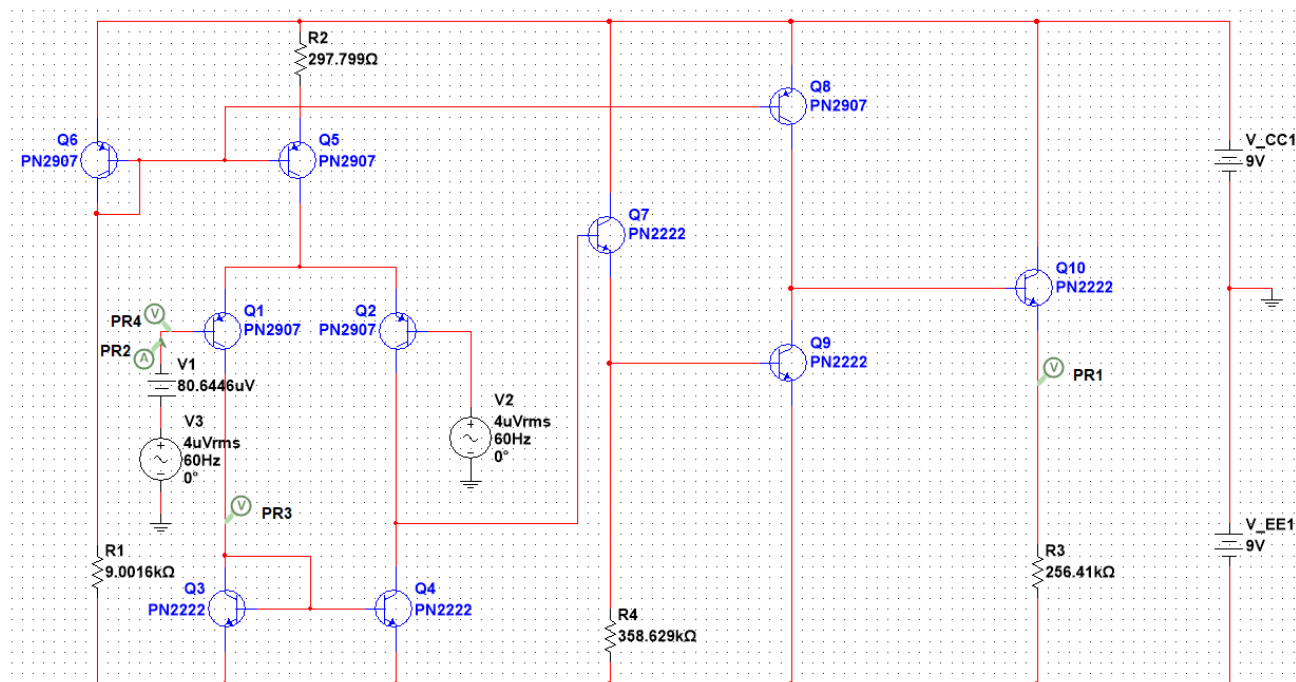 R2
297.799kΩ
Q8
PN2907
Q6
PN2907
Q5
PN2907
V_CC1
9V
Q7
PN2222
Q10
PN2222
PR4
V
Q1
PN2907
Q2
PN2907
PR2
A
V1
80.6446uV
Q9
PN2222
V
PR1
V3
4uVrms
60Hz
0°
V2
4uVrms
60Hz
0°
V
PR3
V_EE1
9V
R1
9.0016kΩ
R3
256.41kΩ
Q3
PN2222
Q4
PN2222
R4
358.629kΩ